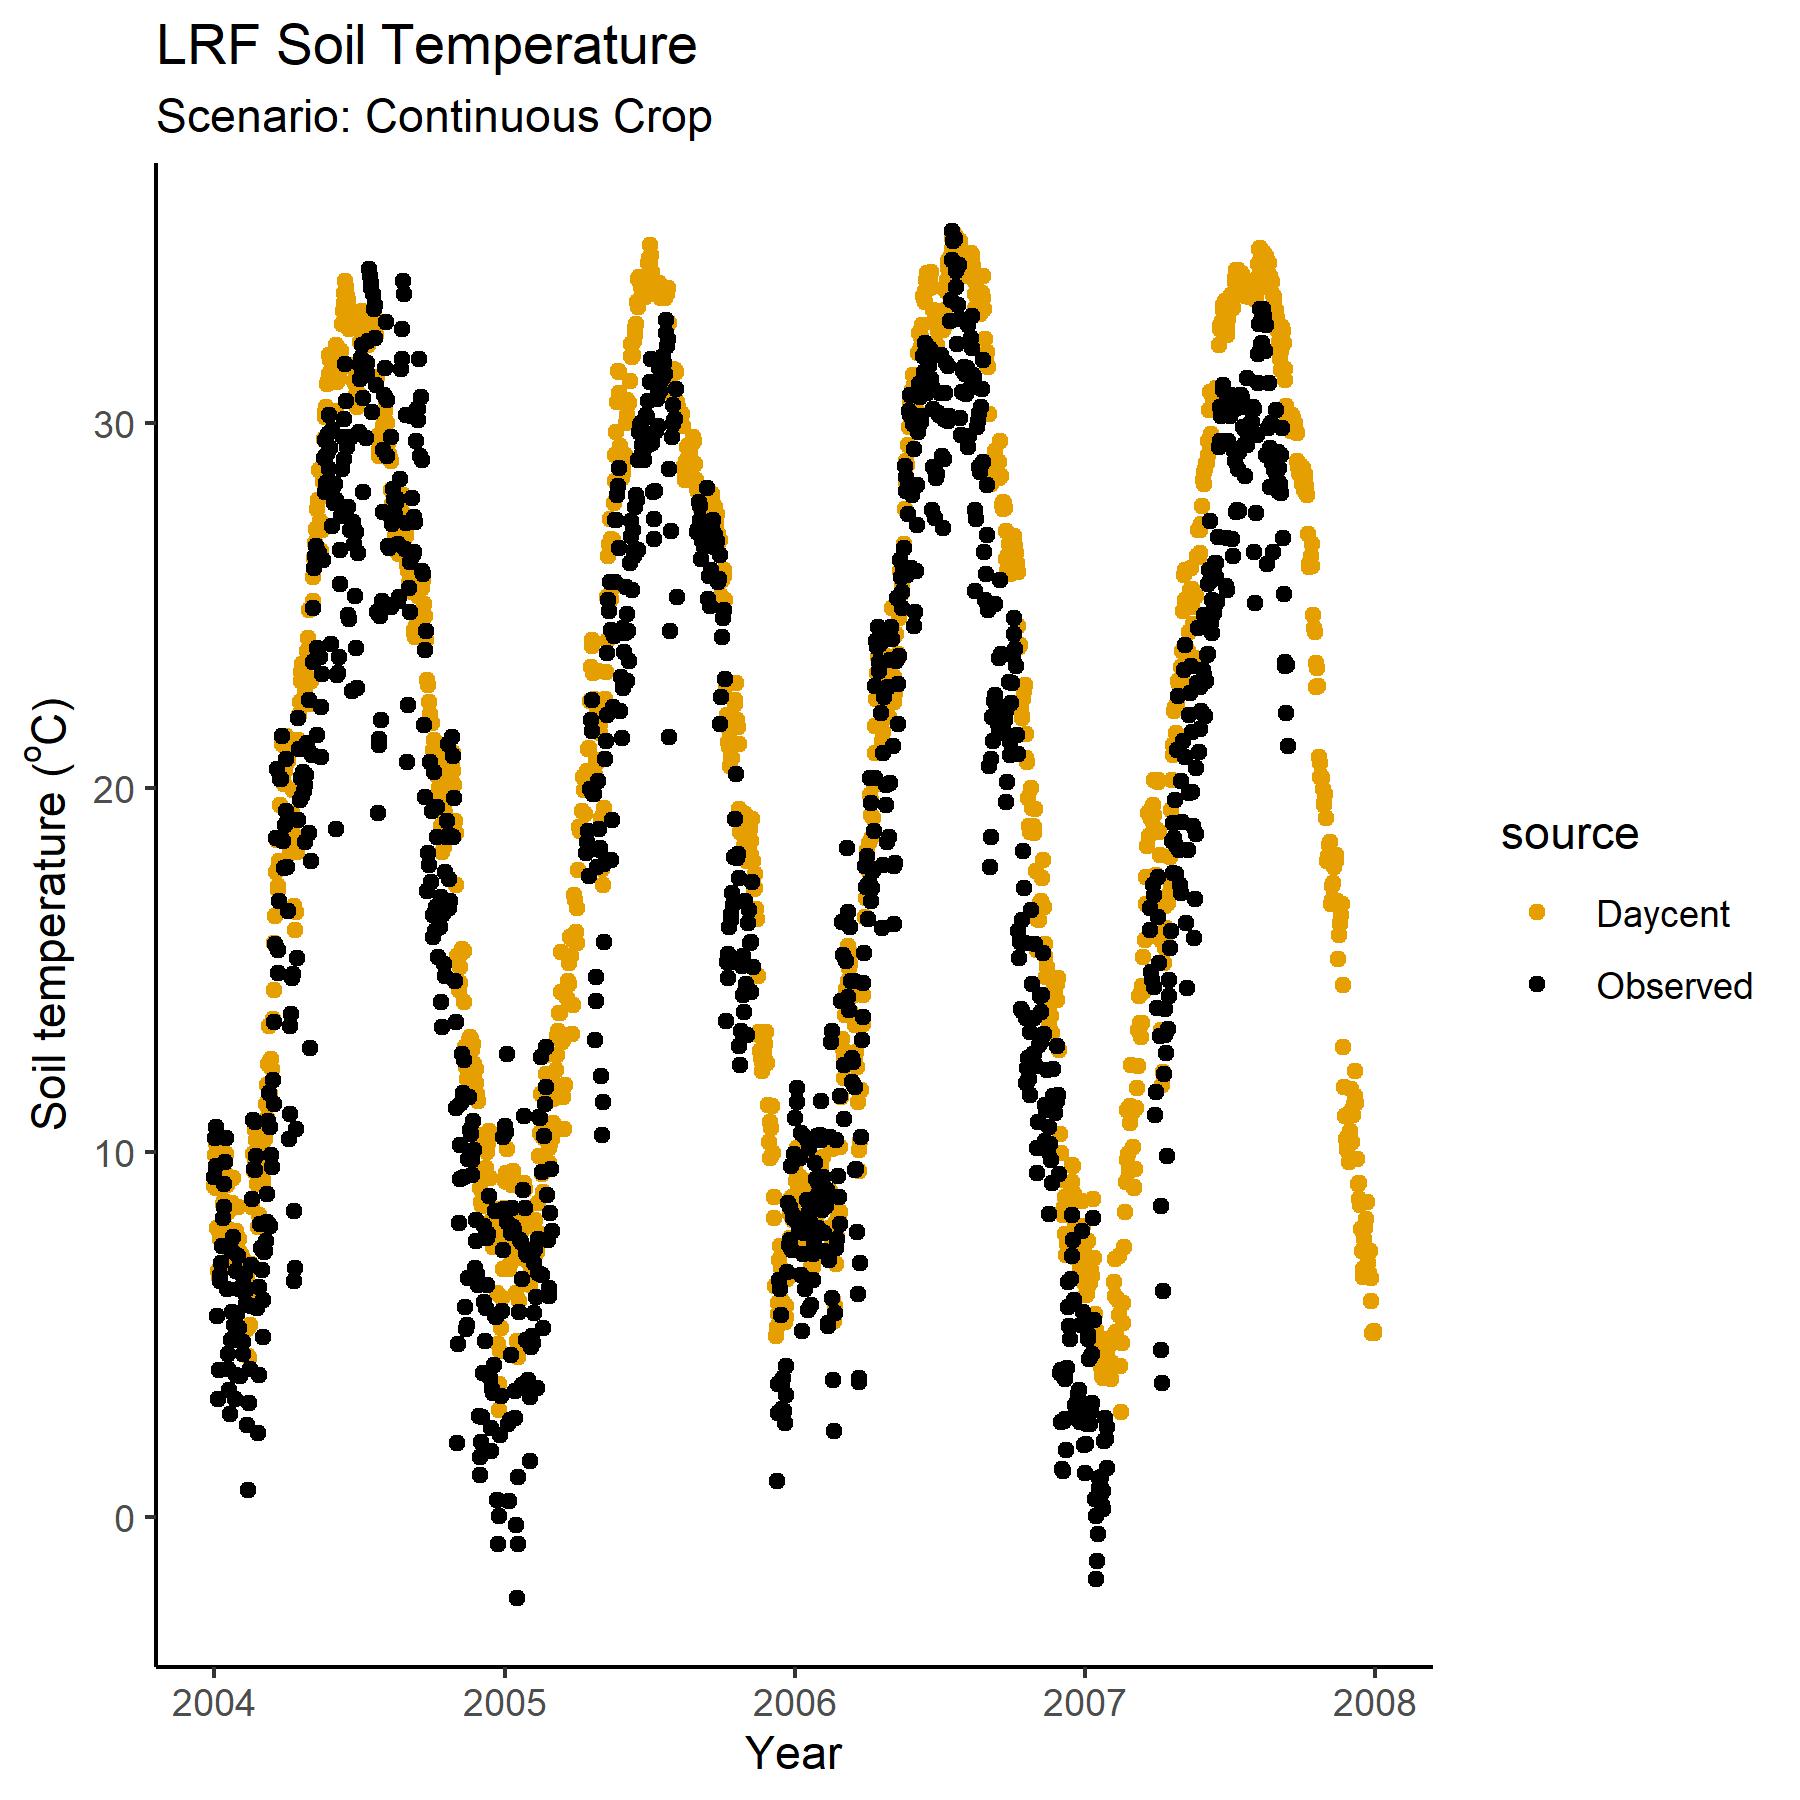 LRF Soil Temperature
Scenario: Continuous Crop
Soil temperature (°C)
30
20
10
0
2004 2005 2006 2007 2008
Year
source
Daycent
Observed